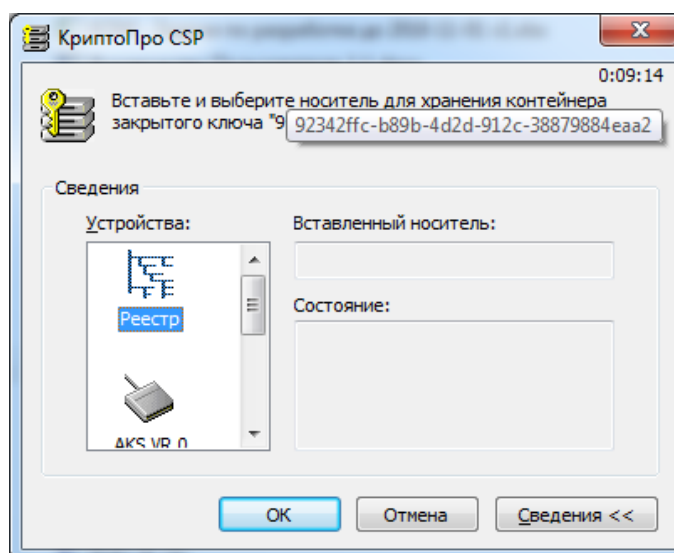 КриптоПро CSP
0:09:14
Вставьте и выберите носитель для хранения контейнера
закрытого ключа "9
92342ffc-b89b-4d2d-912c-38879884eaa2
Сведения
Устройства:
Вставленный носитель:
Реестр
Состояние:
AKS VR 0
OK
Отмена
Сведения <<